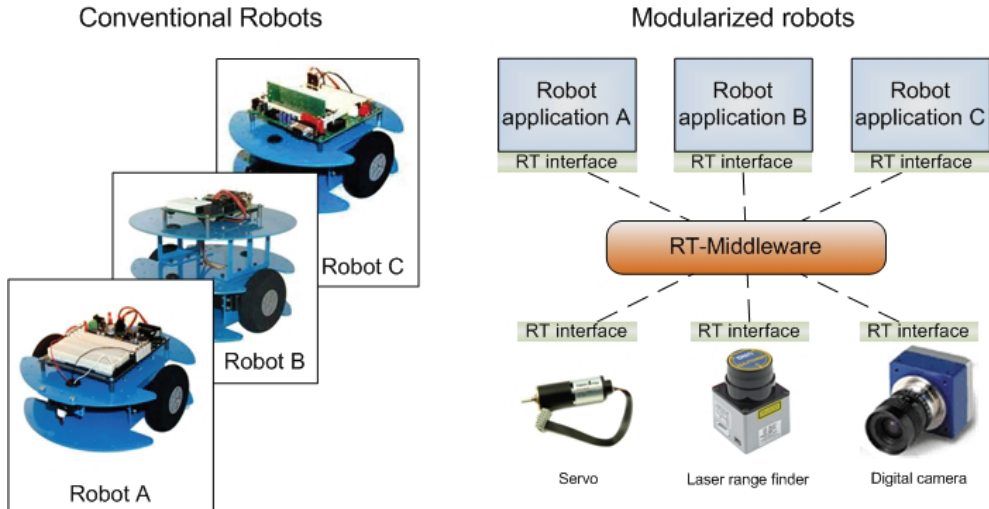 Conventional Robots
Robot C
Robot B
Robot A
Modularized robots
Robot
application A
Robot
application B
Robot
application C
RT interface
RT interface
RT interface
RT-Middleware
RT interface
RT interface
RT interface
Servo
Laser range finder
Digital camera